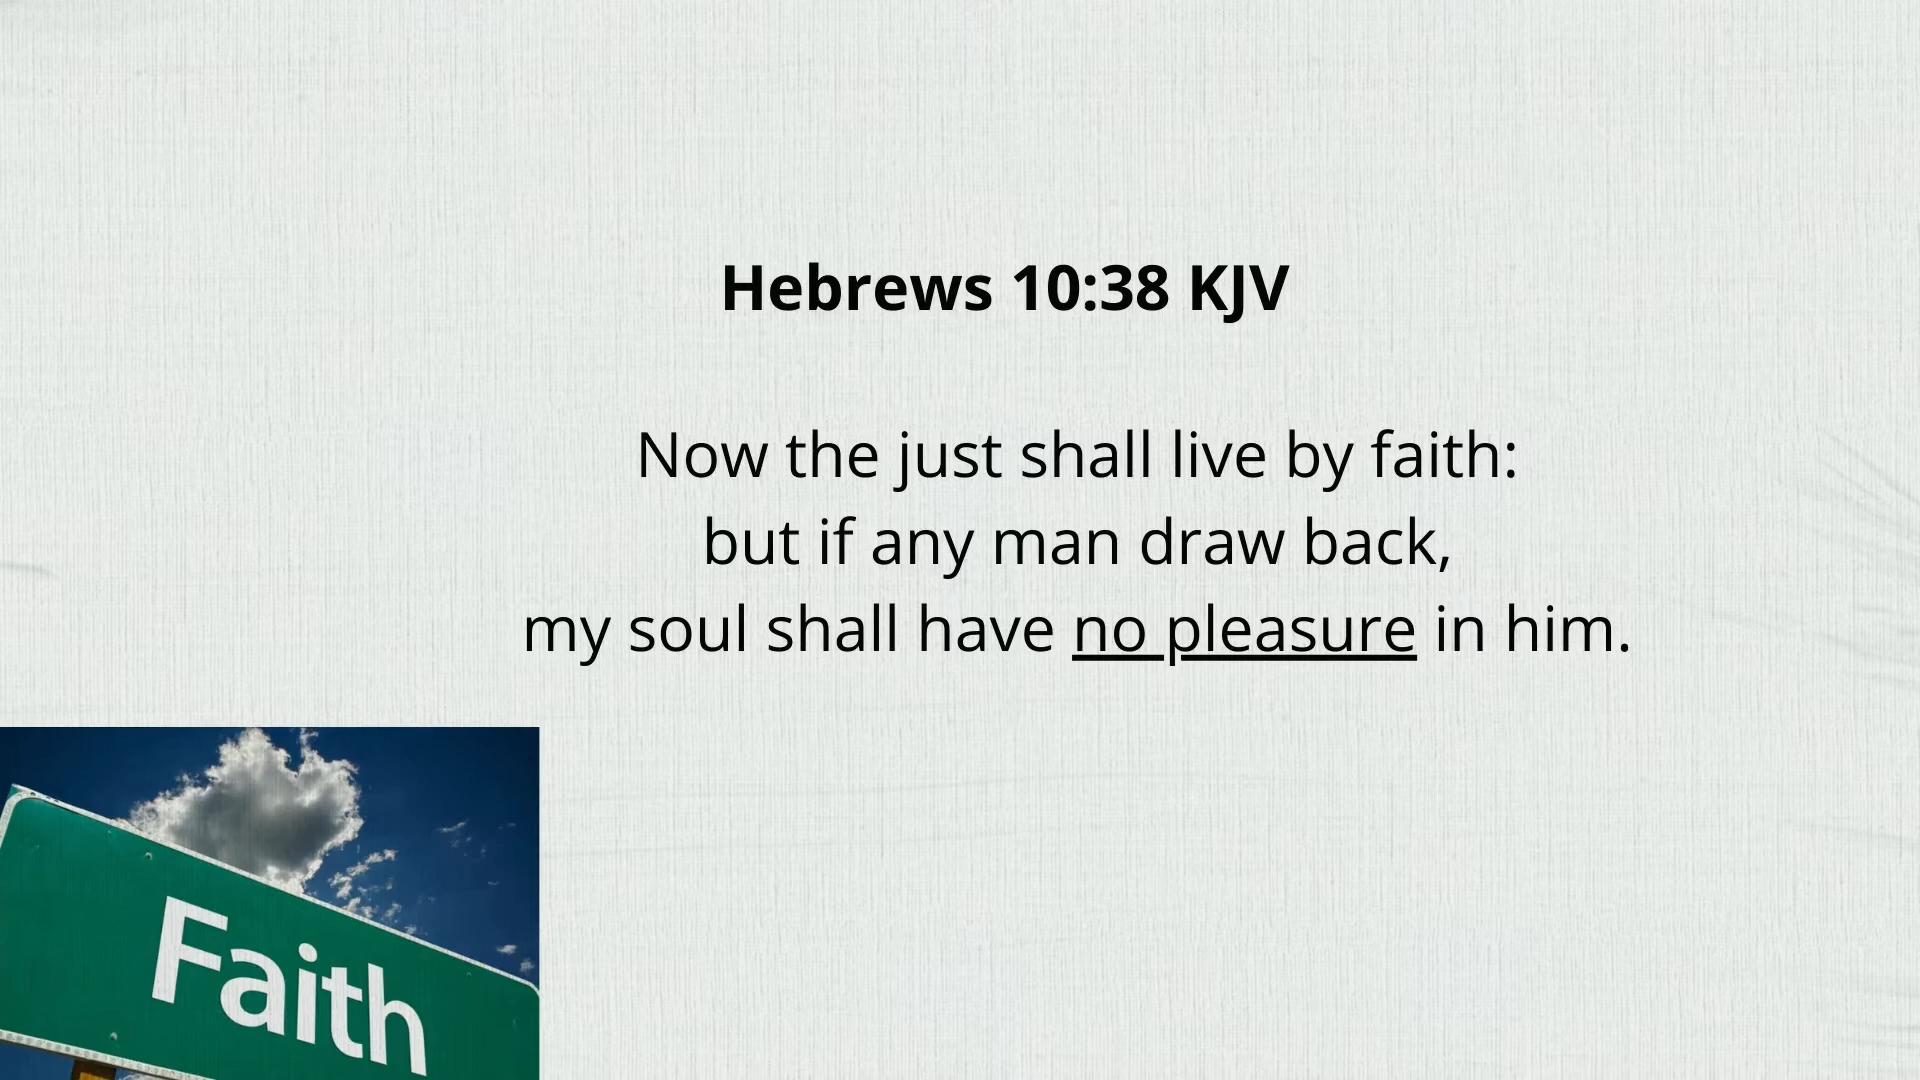 Hebrews 10:38 KJV
Now the just shall live by faith:
but if any man draw back,
my soul shall have no pleasure in him.
Faith